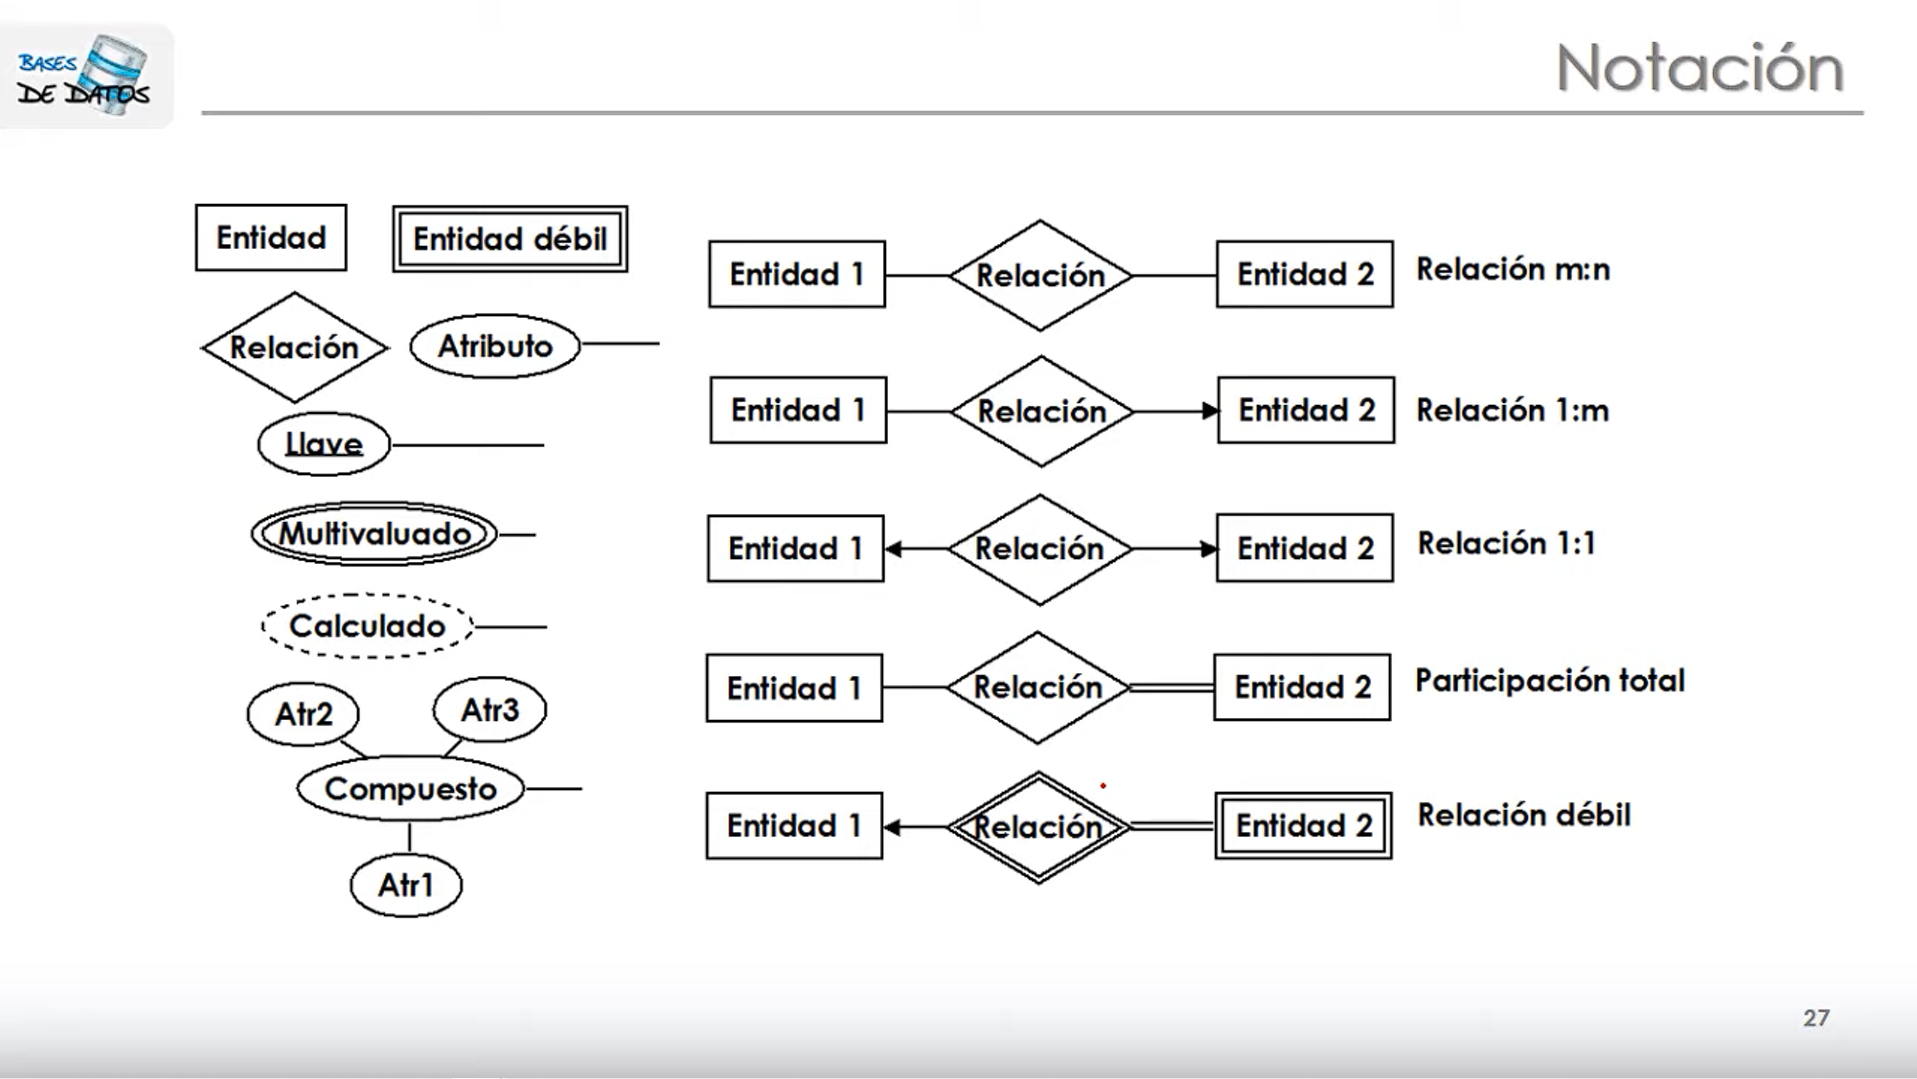 BASES
DE DATOS
Notación
Entidad
Entidad débil
Relación
Atributo
Llave
Multivaluado
Calculado
Atr2
Atr3
Compuesto
Atr1
Entidad 1
Relación
Entidad 2
Relación m:n
Entidad 1
Relación
Entidad 2
Relación 1:m
Entidad 1
Relación
Entidad 2
Relación 1:1
Entidad 1
Relación
Entidad 2
Participación total
Entidad 1
Relación
Entidad 2
Relación débil
27